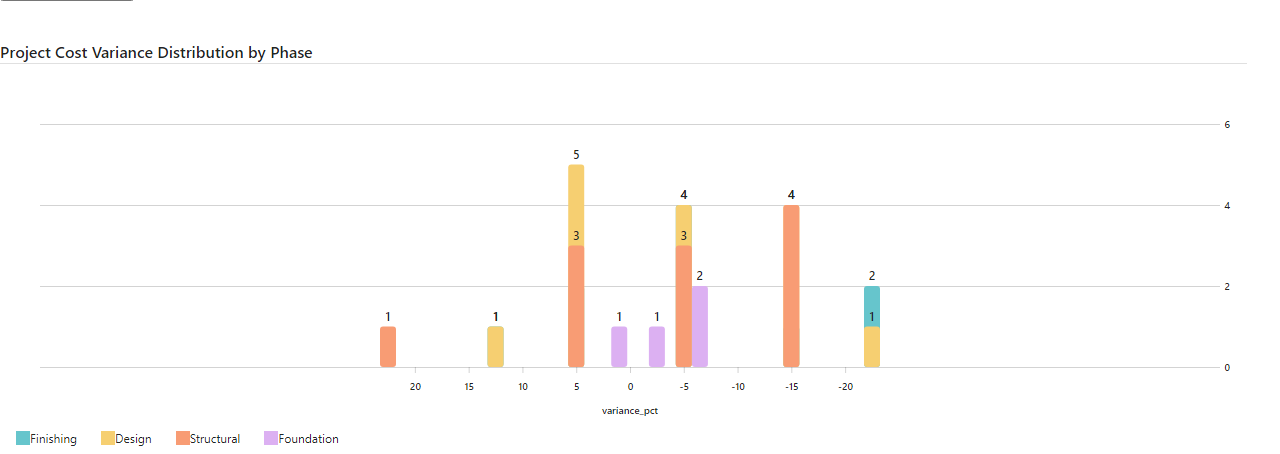 Project Cost Variance Distribution by Phase
6
5
4 4
4
3 3
2 2
2
1 1 1 1 1
0
20 15 10 5 0 -5 -10 -15 -20
variance_pct
Finishing Design Structural Foundation